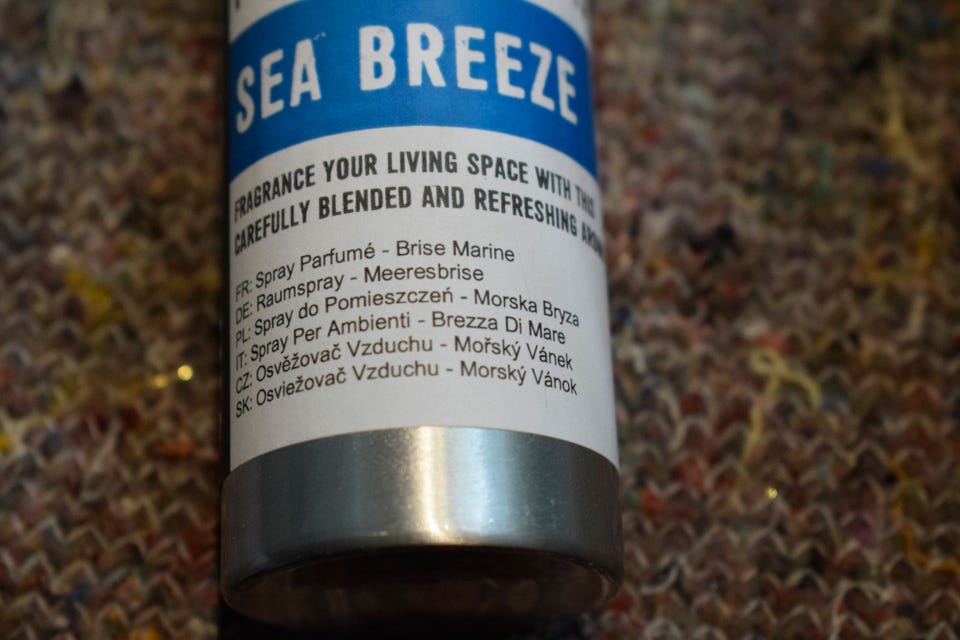 SEA BREEZE
FRAGRANCE YOUR LIVING SPACE WITH THIS
CAREFULLY BLENDED AND REFRESHING
FR: Spray Parfumé - Brise Marine
DE: Raumspray - Meeresbrise
PL: Spray do Pomieszczeń - Morska Bryza
IT: Spray Per Ambienti - Brezza Di Mare
CZ: Osvěžovač Vzduchu - Mořský Vánek
SK: Osviežovač Vzduchu - Morský Vánok